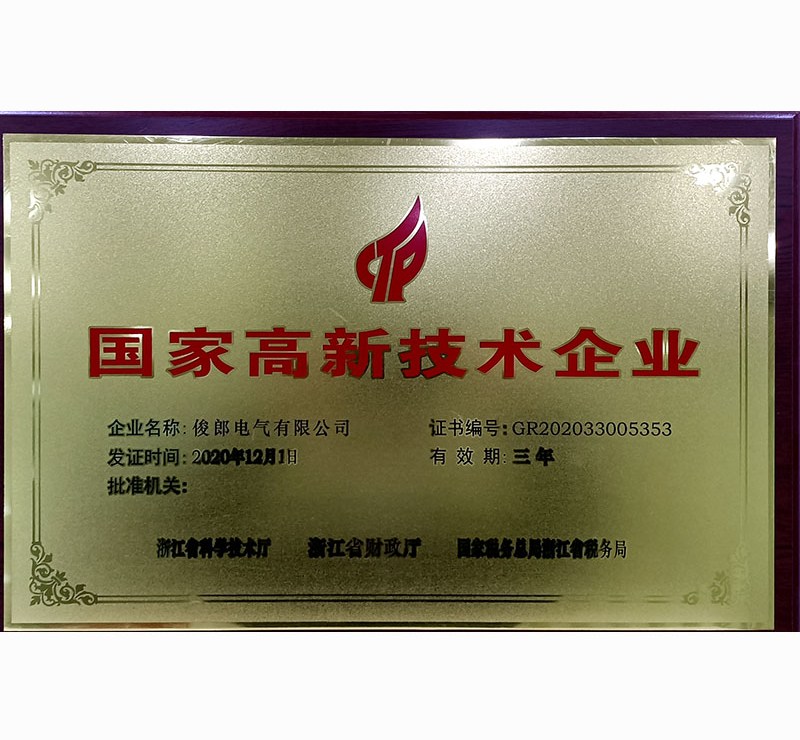 CTP
国家高新技术企业
企业名称: 俊郎电气有限公司
证书编号: GR202033005353
发证时间: 2020年12月1日
有 效 期: 三 年
批准机关:
浙江省科学技术厅 浙江省财政厅 国家税务总局浙江省税务局